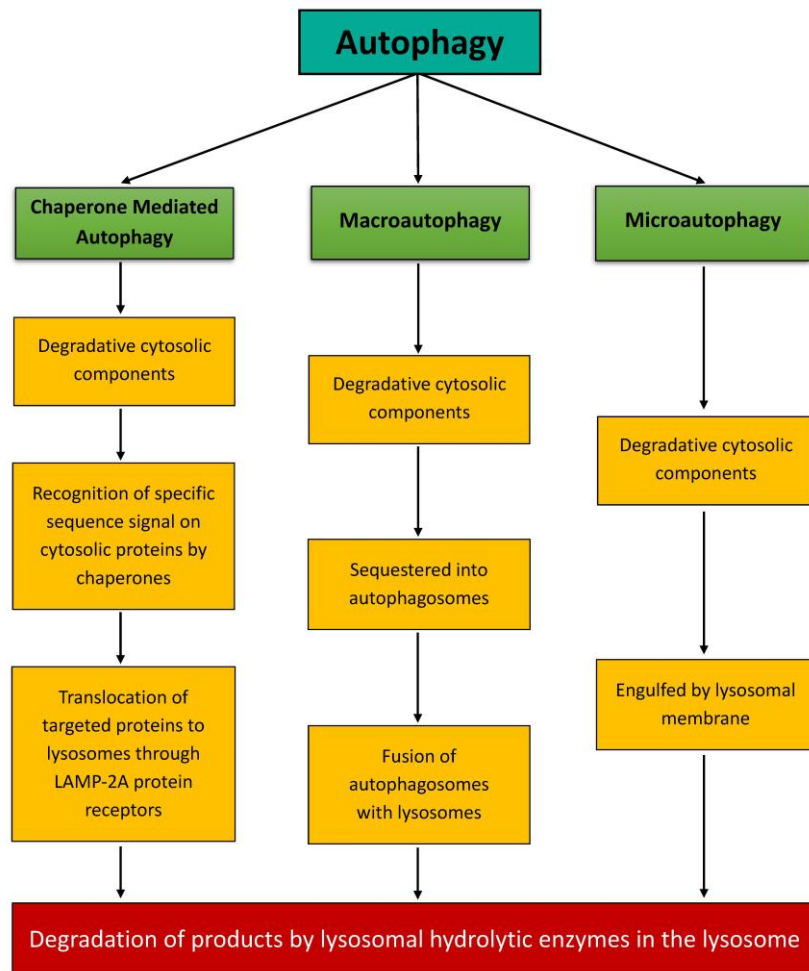 Autophagy
Chaperone Mediated
Autophagy
Degradative cytosolic
components
Recognition of specific
sequence signal on
cytosolic proteins by
chaperones
Translocation of
targeted proteins to
lysosomes through
LAMP-2A protein
receptors
Macroautophagy
Degradative cytosolic
components
Sequestered into
autophagosomes
Fusion of
autophagosomes
with lysosomes
Microautophagy
Degradative cytosolic
components
Engulfed by lysosomal
membrane
Degradation of products by lysosomal hydrolytic enzymes in the lysosome